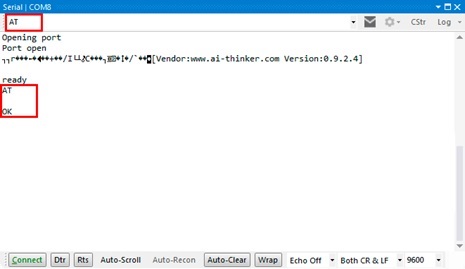 Serial | COM8
AT
CStr
Log
Opening port
Port open
[Vendor:www.ai-thinker.com Version:0.9.2.4]
ready
AT
OK
Connect Dtr Rts Auto-Scroll Auto-Recon Auto-Clear Wrap Echo Off Both CR & LF 9600